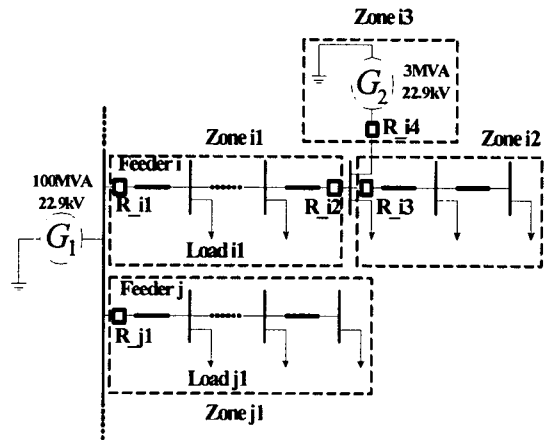 Zone i3
G2
3MVA
22.9kV
R_i4
Zone i1
Zone i2
Feeder i
100MVA
22.9kV
R_i1
R_i2
R_i3
G1
Load i1
Feeder j
R_j1
Load j1
Zone j1